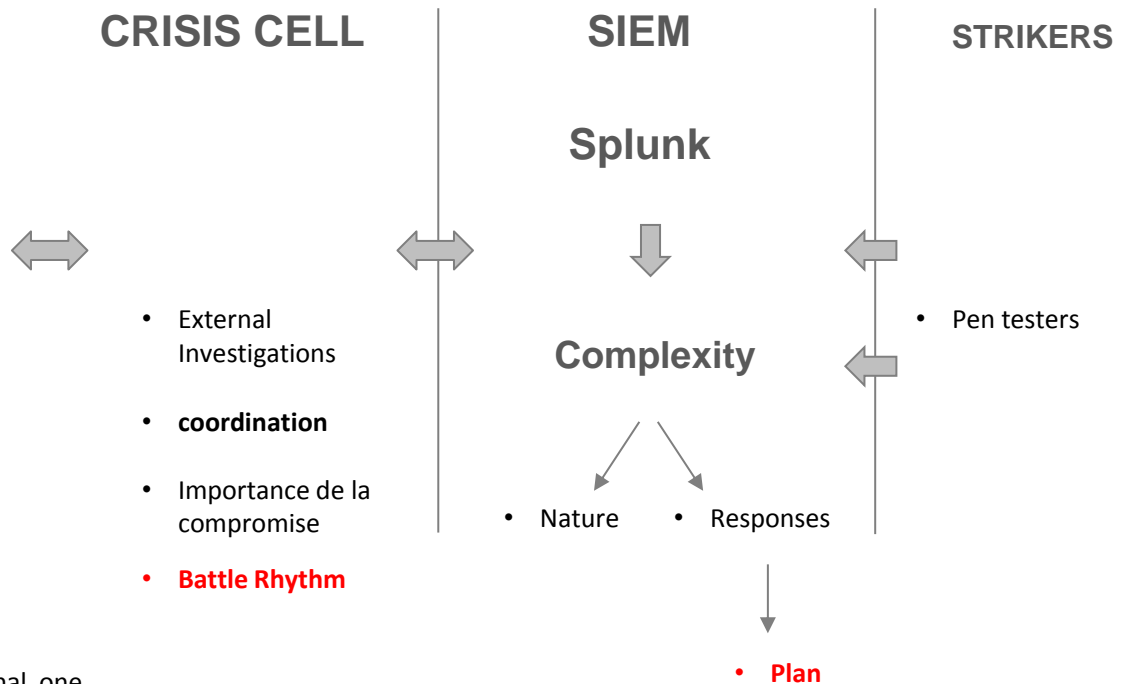 CRISIS CELL
SIEM
STRIKERS
Splunk
• External
Investigations
• coordination
• Importance de la
compromise
• Battle Rhythm
Complexity
• Nature
• Responses
• Plan
• Pen testers
one